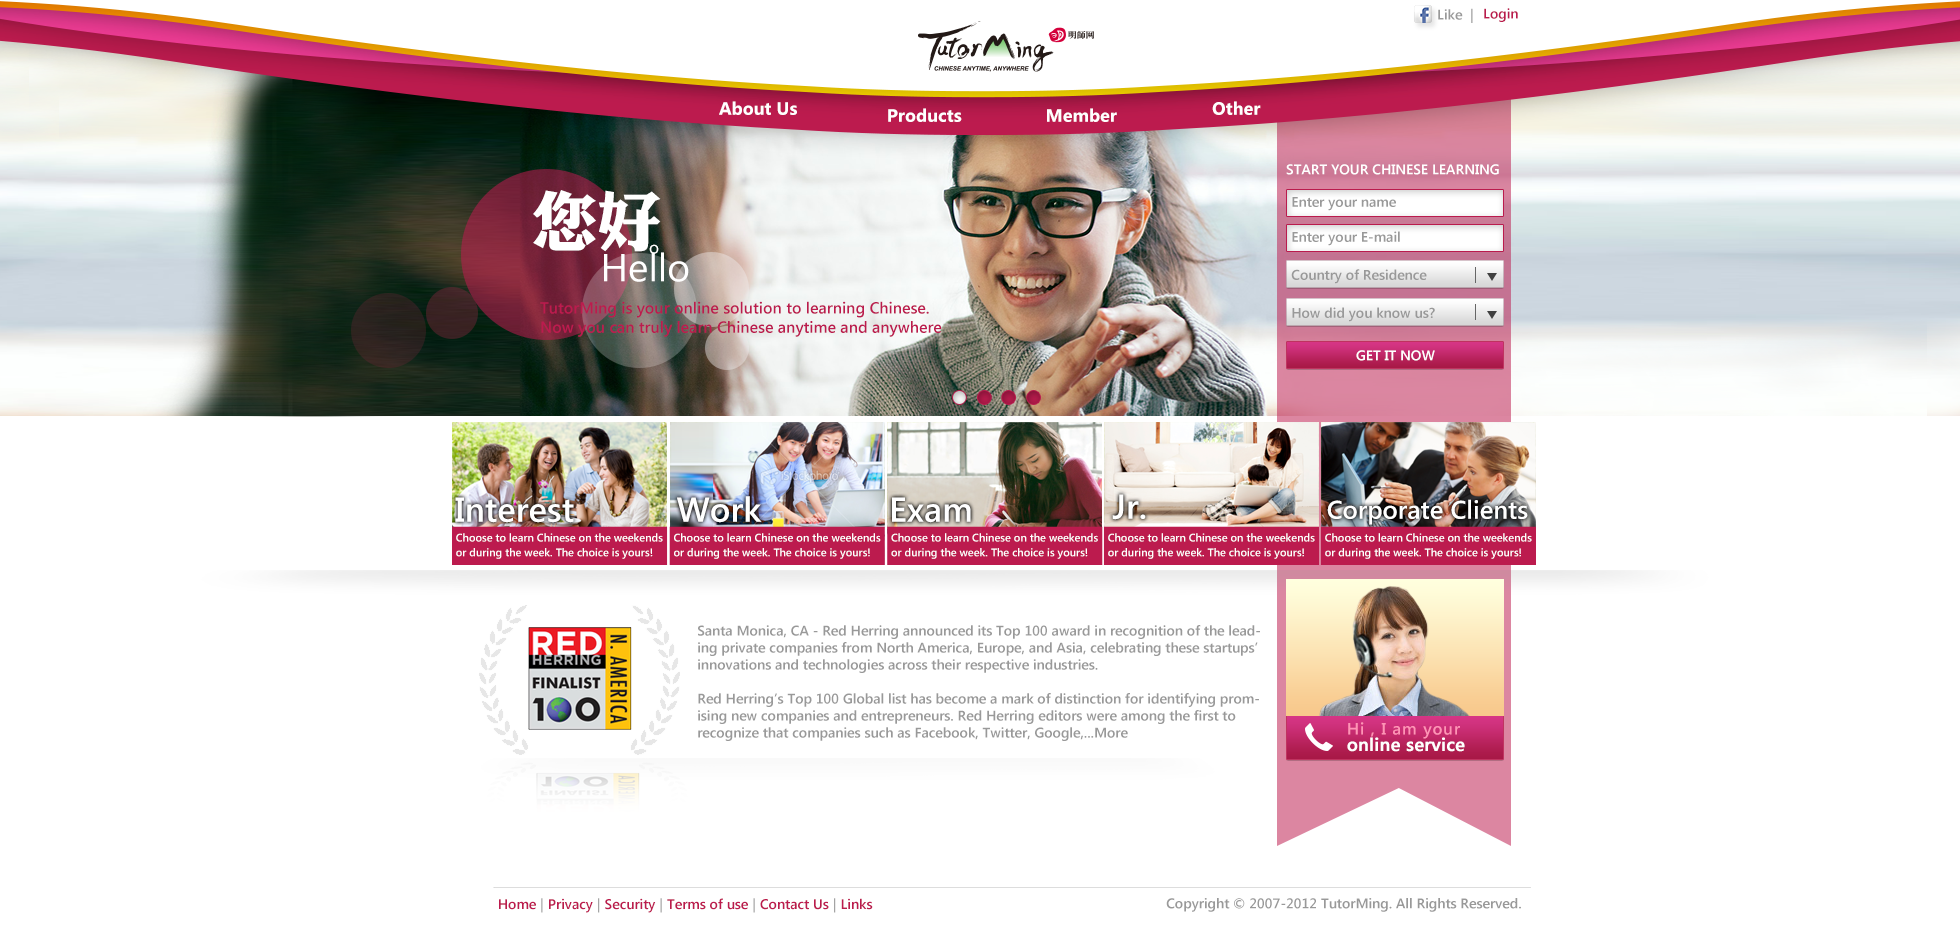 Like | Login
TutorMing 明師网
CHINESE ANYTIME, ANYWHERE
About Us
Products
Member
Other
您好。
Hello
TutorMing is your online solution to learning Chinese.
Now you can truly learn Chinese anytime and anywhere
START YOUR CHINESE LEARNING
Enter your name
Enter your E-mail
Country of Residence
How did you know us?
GET IT NOW
Interest
Choose to learn Chinese on the weekends
or during the week. The choice is yours!
Work
Choose to learn Chinese on the weekends
or during the week. The choice is yours!
Exam
Choose to learn Chinese on the weekends
or during the week. The choice is yours!
Jr.
Choose to learn Chinese on the weekends
or during the week. The choice is yours!
Corporate Clients
Choose to learn Chinese on the weekends
or during the week. The choice is yours!
RED
HERRING
FINALIST
100
N. AMERICA
Santa Monica, CA - Red Herring announced its Top 100 award in recognition of the lead-
ing private companies from North America, Europe, and Asia, celebrating these startups’
innovations and technologies across their respective industries.
Red Herring’s Top 100 Global list has become a mark of distinction for identifying prom-
ising new companies and entrepreneurs. Red Herring editors were among the first to
recognize that companies such as Facebook, Twitter, Google,...More
Hi , I am your
online service
Home | Privacy | Security | Terms of use | Contact Us | Links
Copyright © 2007-2012 TutorMing. All Rights Reserved.